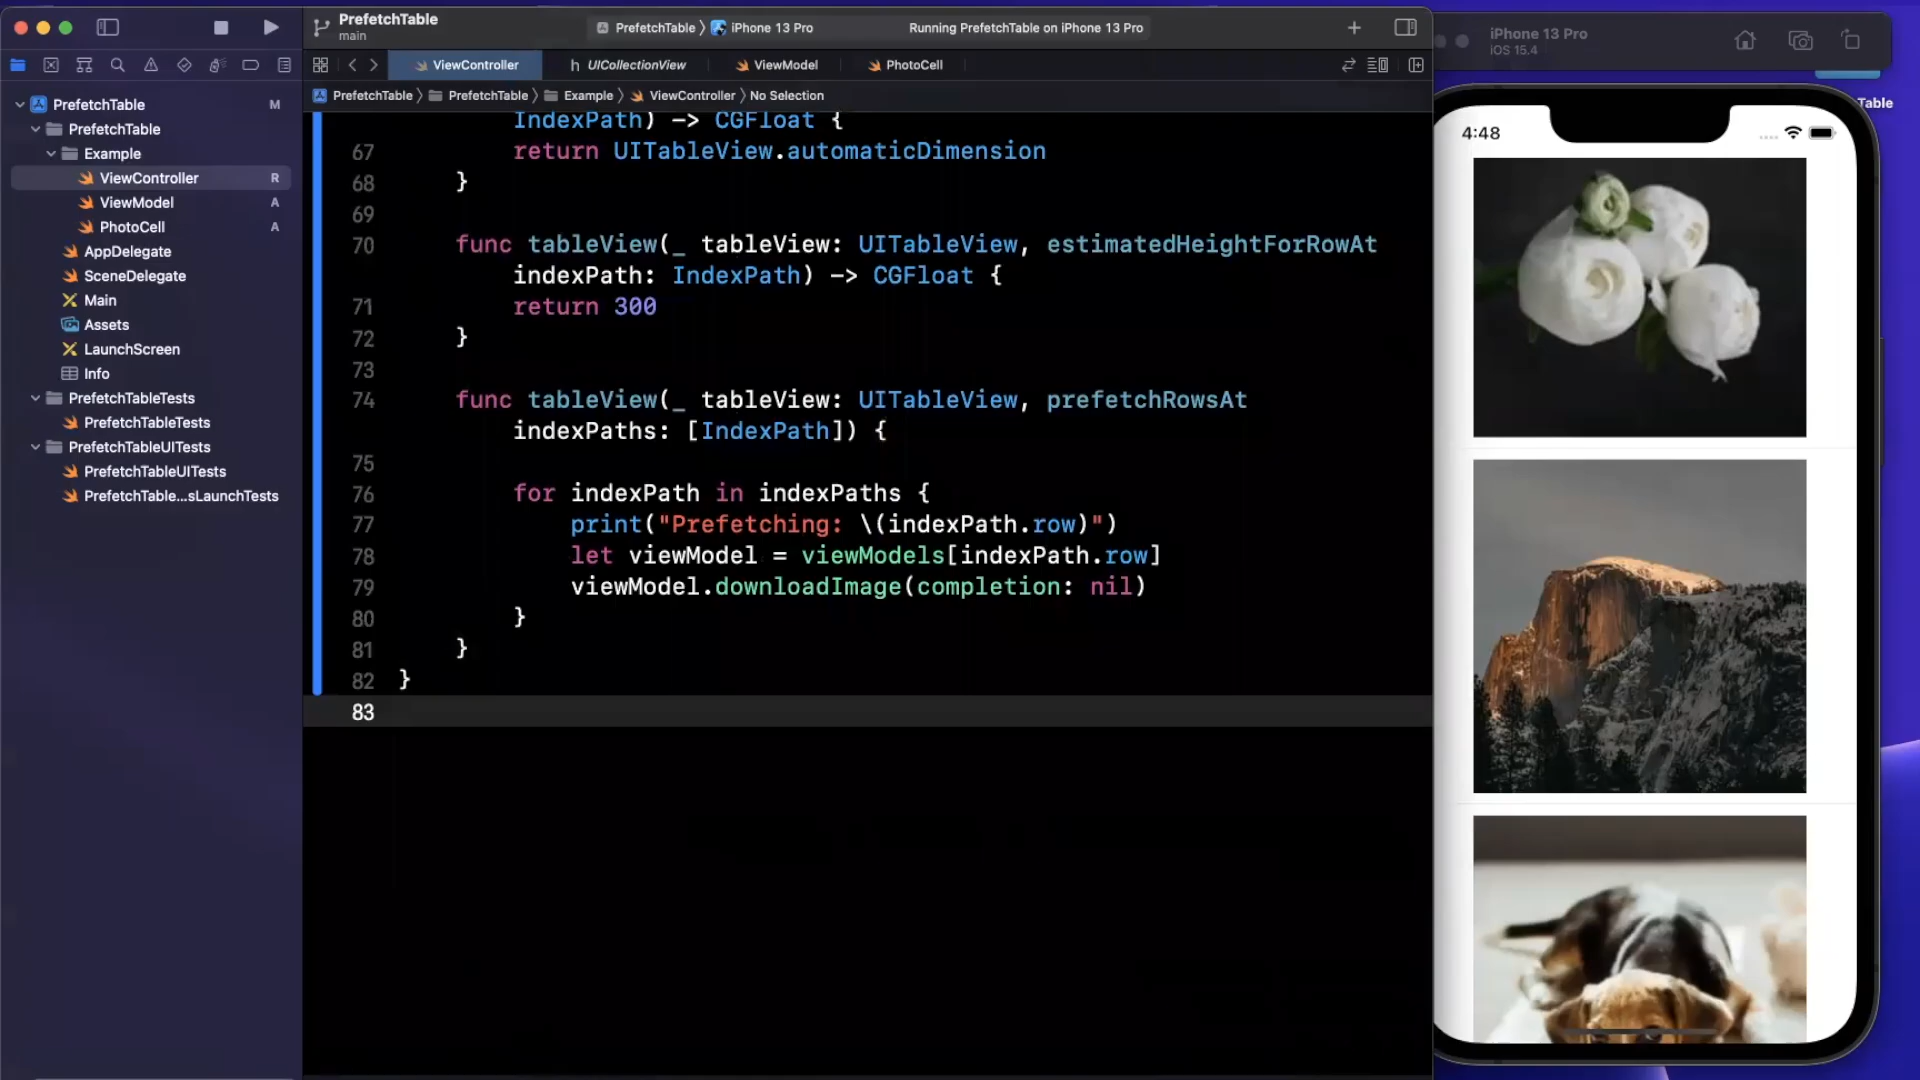 PrefetchTable
main
PrefetchTable 〉 iPhone 13 Pro
Running PrefetchTable on iPhone 13 Pro
iPhone 13 Pro
iOS 15.4
ViewController
UICollectionView
ViewModel
PhotoCell
PrefetchTable 〉 PrefetchTable 〉 Example 〉 ViewController 〉 No Selection
PrefetchTable M
PrefetchTable
Example
ViewController R
ViewModel A
PhotoCell A
AppDelegate
SceneDelegate
Main
Assets
LaunchScreen
Info
PrefetchTableTests
PrefetchTableTests
PrefetchTableUITests
PrefetchTableUITests
PrefetchTable...sLaunchTests
IndexPath) -> CGFloat {
67 return UITableView.automaticDimension
68 }
69
70 func tableView(_ tableView: UITableView, estimatedHeightForRowAt
indexPath: IndexPath) -> CGFloat {
71 return 300
72 }
73
74 func tableView(_ tableView: UITableView, prefetchRowsAt
indexPaths: [IndexPath]) {
75
76 for indexPath in indexPaths {
77 print("Prefetching: \(indexPath.row)")
78 let viewModel = viewModels[indexPath.row]
79 viewModel.downloadImage(completion: nil)
80 }
81 }
82 }
83
Table
4:48